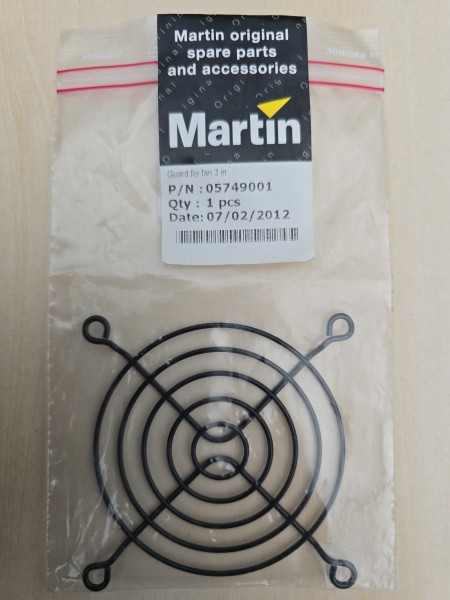 Martin original
spare parts
and accessories
Martin
Guard for fan 3 in
P/N : 05749001
Qty : 1 pcs
Date: 07/02/2012